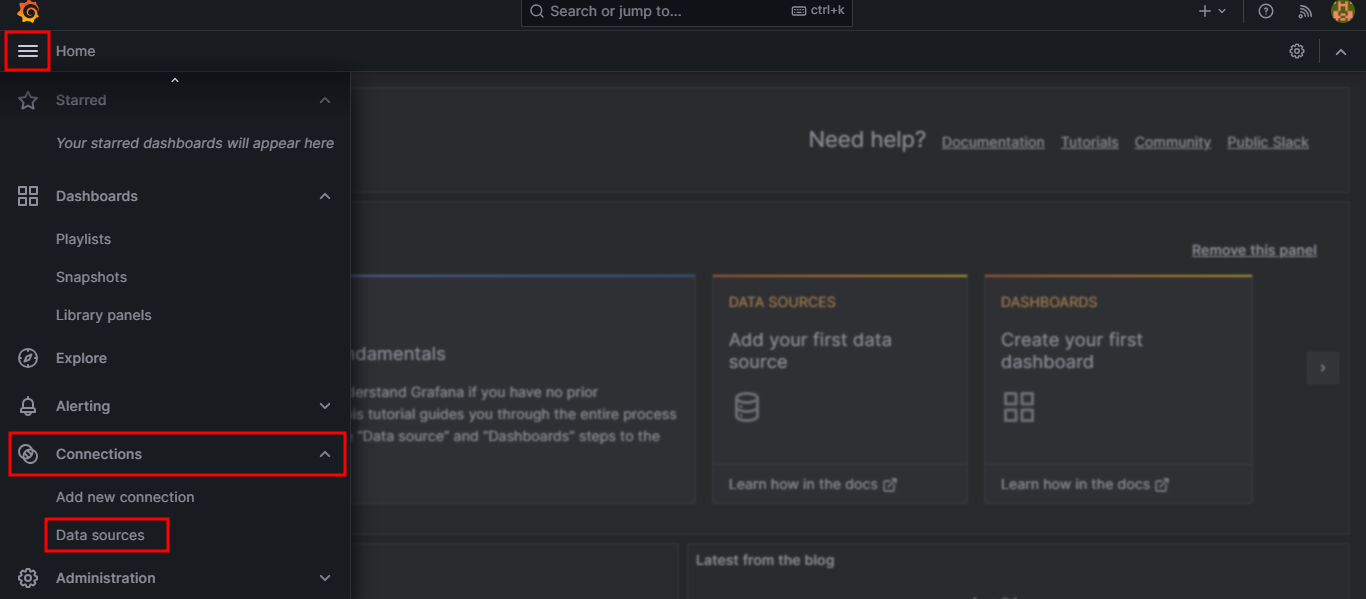 Search or jump to... ctrl+k
Home
Starred
Your starred dashboards will appear here
Dashboards
Playlists
Snapshots
Library panels
Explore
Alerting
Connections
Add new connection
Data sources
Administration
Need help? Documentation Tutorials Community Public Slack
Remove this panel
ndamentals
derstand Grafana if you have no prior
is tutorial guides you through the entire process
"Data source" and "Dashboards" steps to the
DATA SOURCES
Add your first data
source
Learn how in the docs
DASHBOARDS
Create your first
dashboard
Learn how in the docs
Latest from the blog